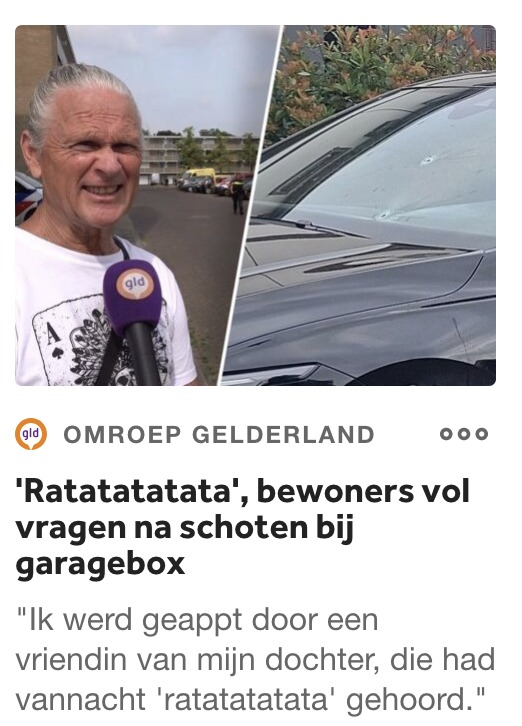 gld
A
gld OMROEP GELDERLAND
'Ratatatatata', bewoners vol
vragen na schoten bij
garagebox
"Ik werd geappt door een
vriendin van mijn dochter, die had
vannacht 'ratatatatata' gehoord."